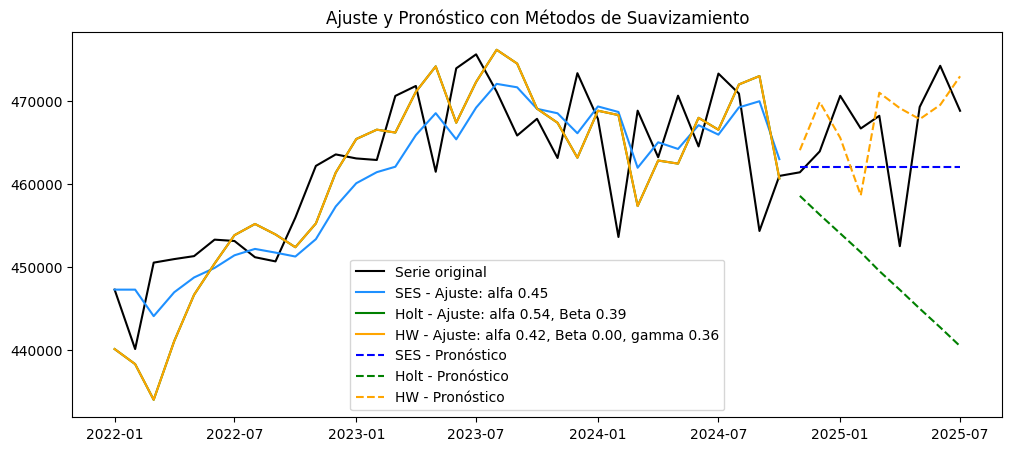 Ajuste y Pronóstico con Métodos de Suavizamiento
470000
460000
450000
440000
Serie original
SES - Ajuste: alfa 0.45
Holt - Ajuste: alfa 0.54, Beta 0.39
HW - Ajuste: alfa 0.42, Beta 0.00, gamma 0.36
SES - Pronóstico
Holt - Pronóstico
HW - Pronóstico
2022-01 2022-07 2023-01 2023-07 2024-01 2024-07 2025-01 2025-07